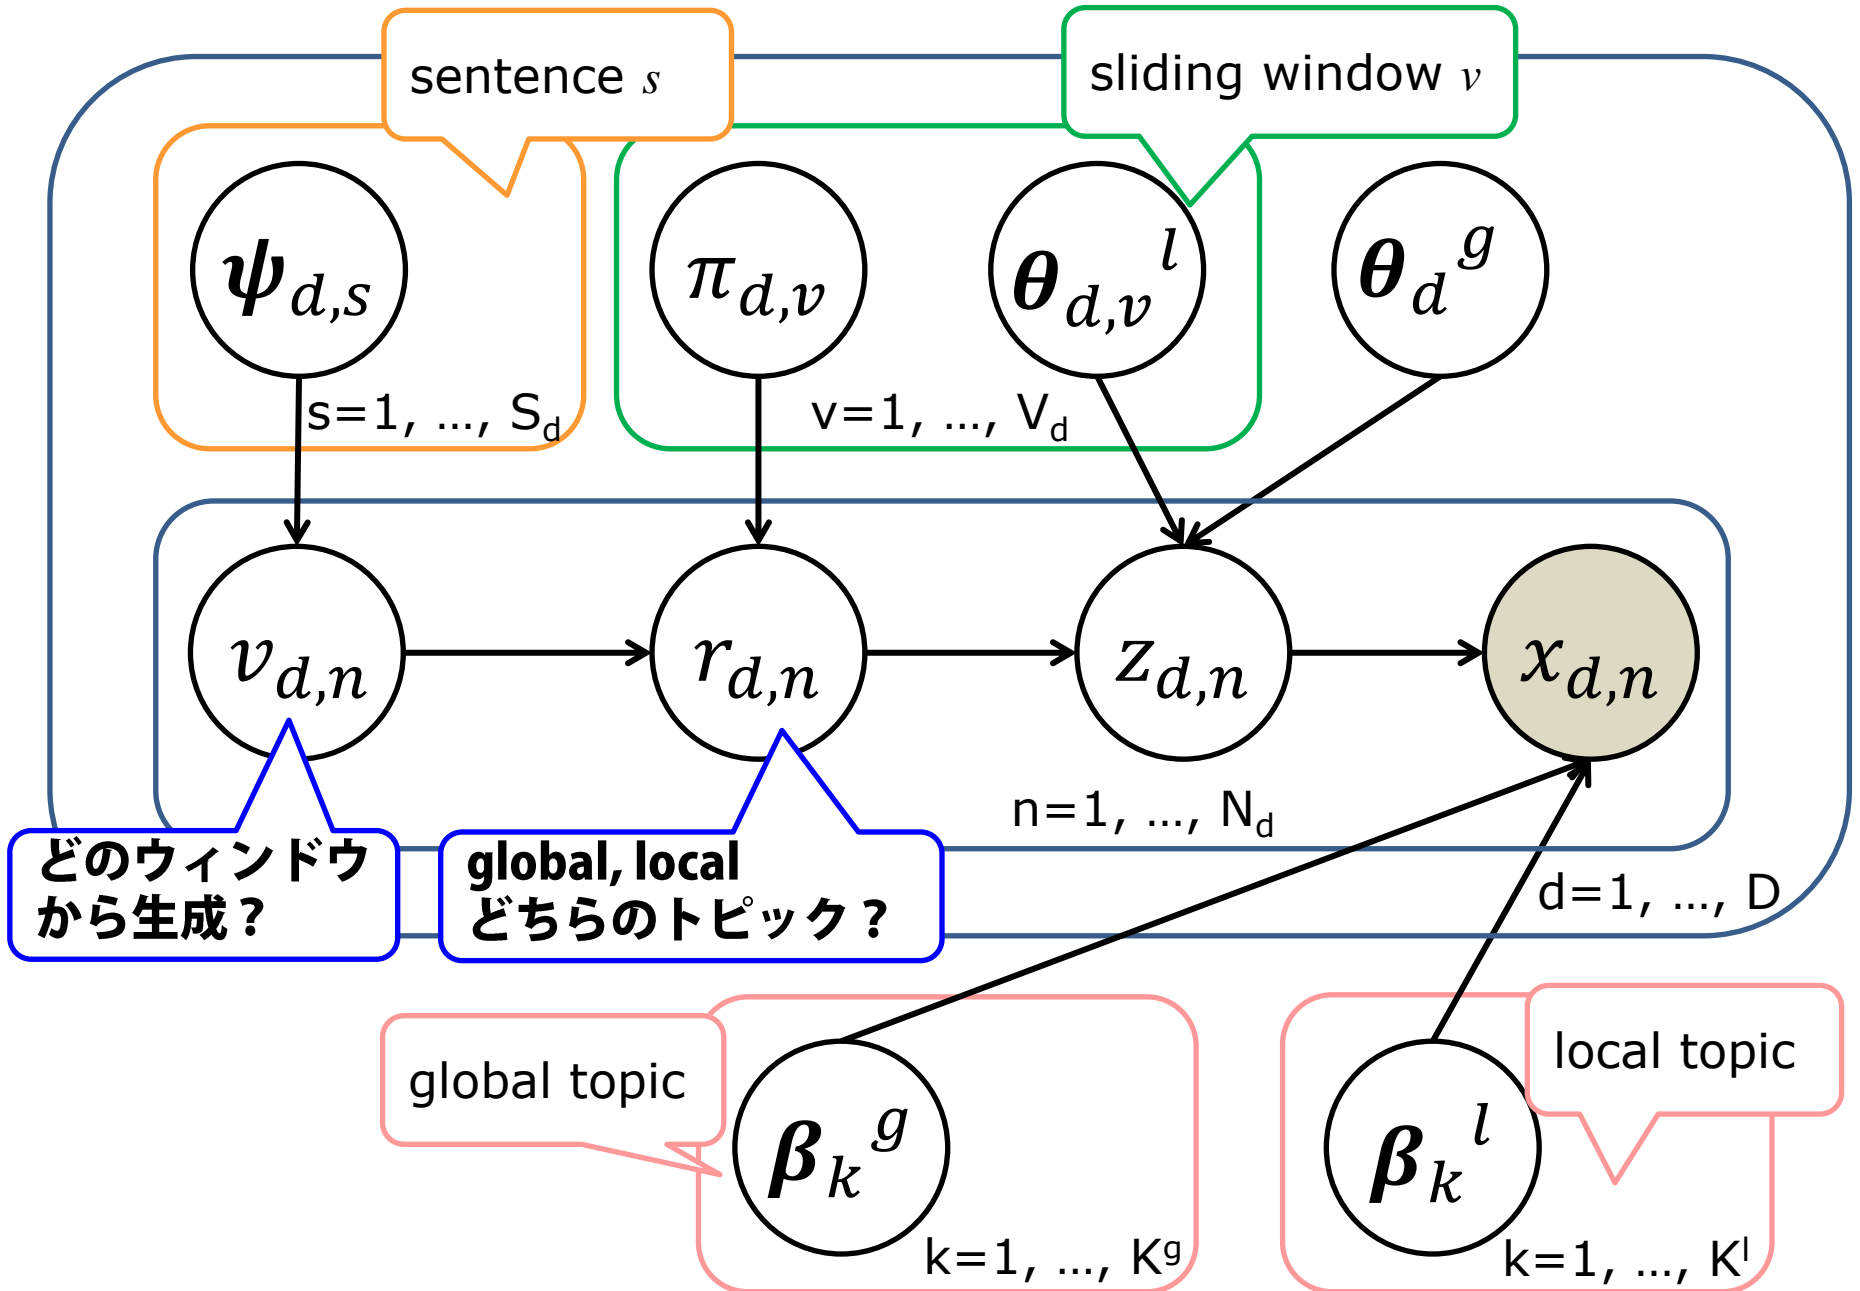 sentence s
sliding window v
ψd,s
πd,v
θd,v l
θd g
s=1, …, Sd
v=1, …, Vd
vd,n
rd,n
zd,n
xd,n
n=1, …, Nd
どのウィンドウ
から生成？
global, local
どちらのトピック？
d=1, …, D
global topic
local topic
βk g
βk l
k=1, …, Kg
k=1, …, Kl